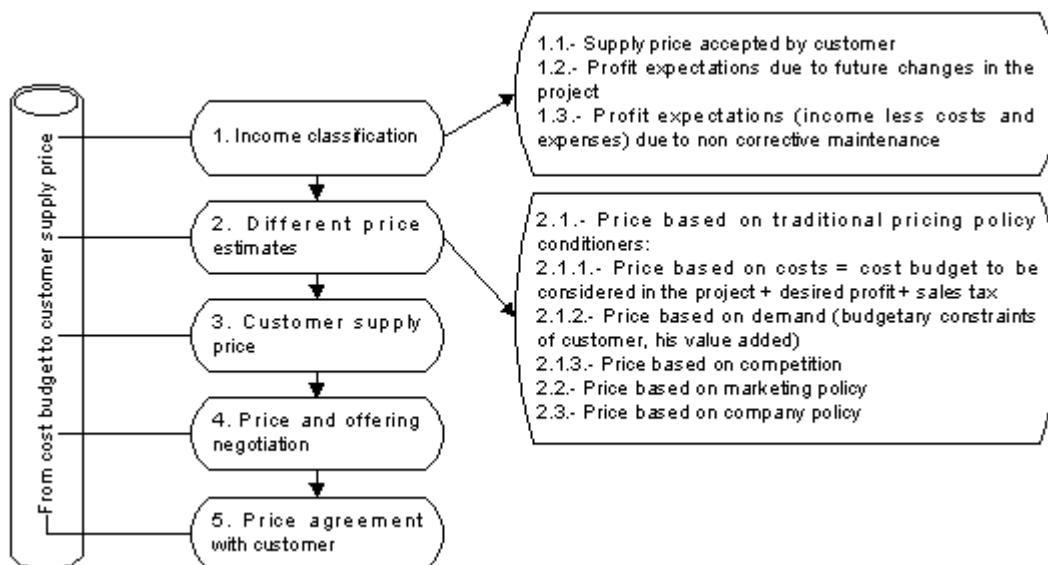 From cost budget to customer supply price
1. Income classification
2. Different price
estimates
3. Customer supply
price
4. Price and offering
negotiation
5. Price agreement
with customer
1.1.- Supply price accepted by customer
1.2.- Profit expectations due to future changes in the
project
1.3.- Profit expectations (income less costs and
expenses) due to non corrective maintenance
2.1.- Price based on traditional pricing policy
conditioners:
2.1.1.- Price based on costs = cost budget to be
considered in the project + desired profit + sales tax
2.1.2.- Price based on demand (budgetary constraints
of customer, his value added)
2.1.3.- Price based on competition
2.2.- Price based on marketing policy
2.3.- Price based on company policy